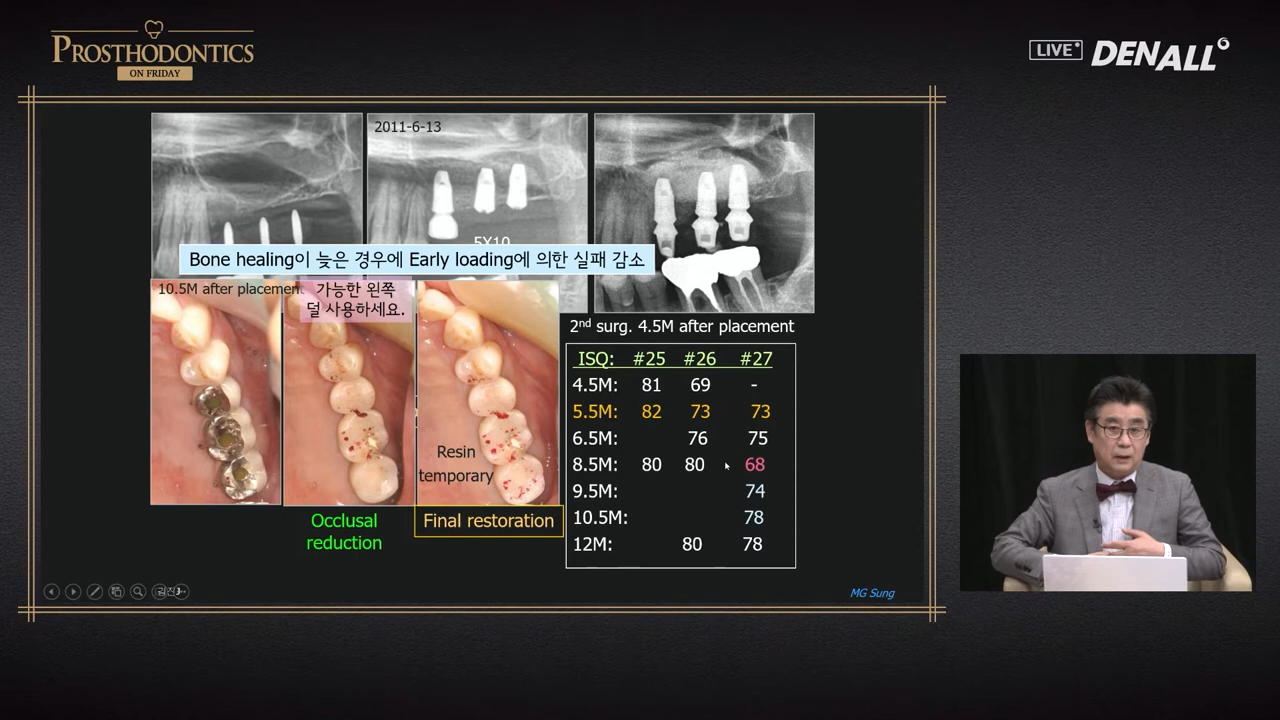 PROSTHODONTICS
ON FRIDAY
LIVE
DENALL
2011-6-13
5X10
Bone healing이 늦은 경우에 Early loading에 의한 실패 감소
10.5M after placemen
가능한 왼쪽
덜 사용하세요.
Resin
temporary
Occlusal
reduction
Final restoration
2nd surg. 4.5M after placement
ISQ: #25 #26 #27
4.5M: 81 69 -
5.5M: 82 73 73
6.5M: 76 75
8.5M: 80 80 68
9.5M: 74
10.5M: 78
12M: 80 78
MG Sung